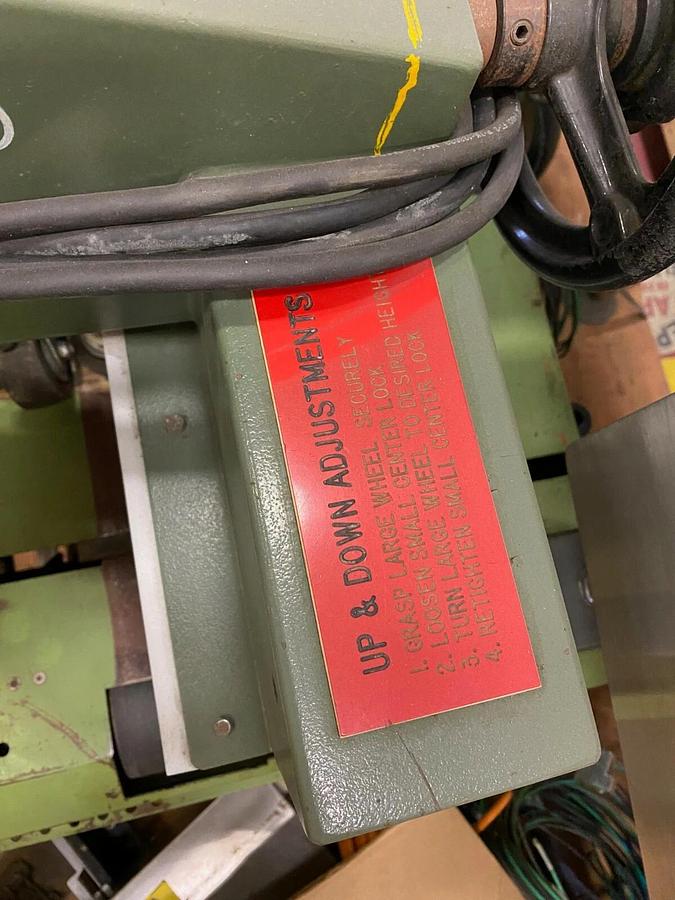 UP & DOWN ADJUSTMENTS
1. GRASP LARGE WHEEL SECURELY
2. LOOSEN SMALL CENTER LOCK
3. TURN LARGE WHEEL TO DESIRED HEIGHT
4. RETIGHTEN SMALL CENTER LOCK